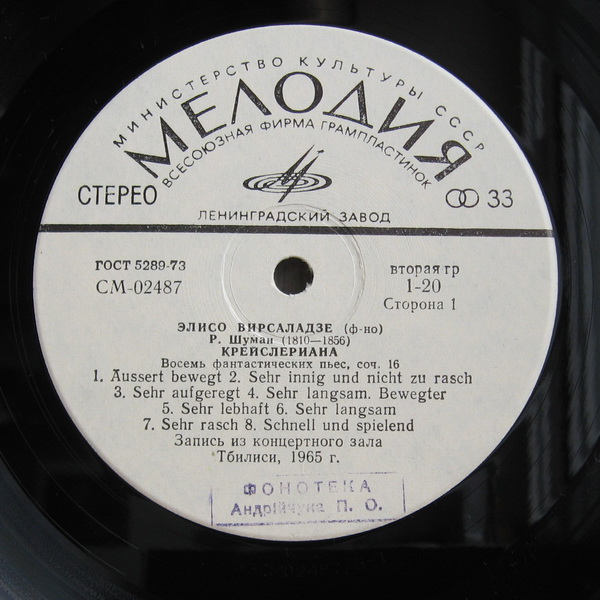 МИНИСТЕРСТВО КУЛЬТУРЫ СССР
МЕЛОДИЯ
ВСЕСОЮЗНАЯ ФИРМА ГРАМПЛАСТИНОК
СТЕРЕО
33
ЛЕНИНГРАДСКИЙ ЗАВОД
ГОСТ 5289-73
вторая гр
СМ-02487
1-20
Сторона 1
ЭЛИСО ВИРСАЛАДЗЕ (ф-но)
Р. Шуман (1810—1856)
КРЕЙСЛЕРИАНА
Восемь фантастических пьес, соч. 16
1. Äussert bewegt 2. Sehr innig und nicht zu rasch
3. Sehr aufgeregt 4. Sehr langsam. Bewegter
5. Sehr lebhaft 6. Sehr langsam
7. Sehr rasch 8. Schnell und spielend
Запись из концертного зала
Тбилиси, 1965 г.
ФОНОТЕКА
Андрійчука П. О.